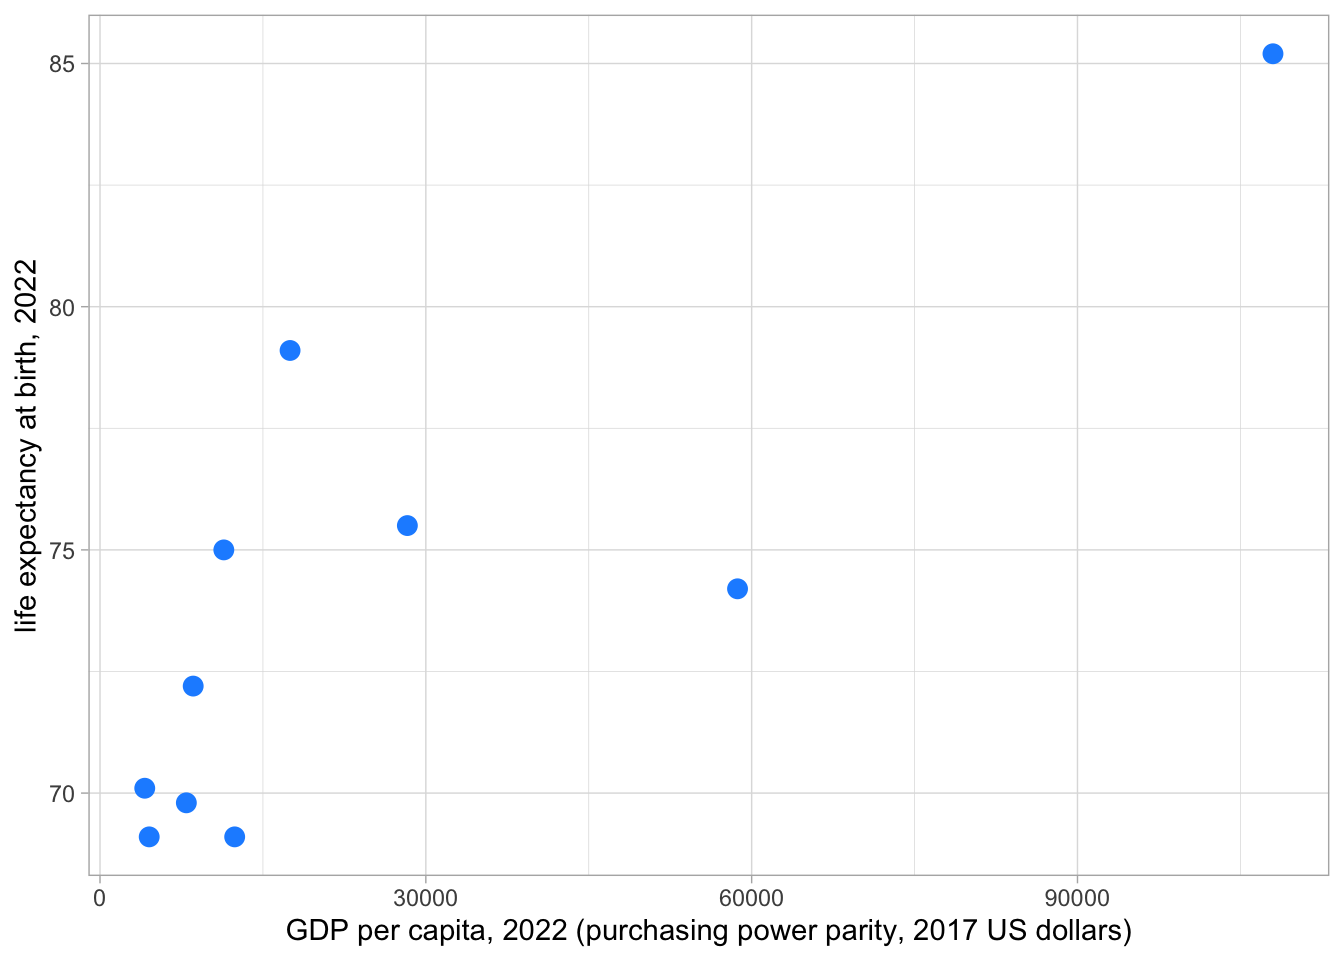 85
80
75
70
life expectancy at birth, 2022
0 30000 60000 90000
GDP per capita, 2022 (purchasing power parity, 2017 US dollars)